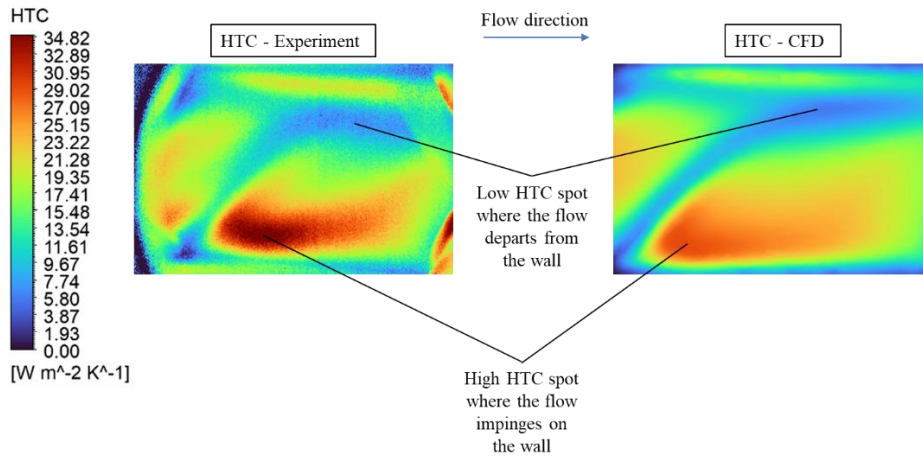 HTC
34.82
32.89
30.95
29.02
27.08
25.15
23.22
21.28
19.35
17.41
15.48
13.54
11.61
9.67
7.74
5.80
3.87
1.93
0.00
[W m^-2 K^-1]
HTC - Experiment
Flow direction
HTC - CFD
Low HTC spot
where the flow
departs from
the wall
High HTC spot
where the flow
impinges on
the wall